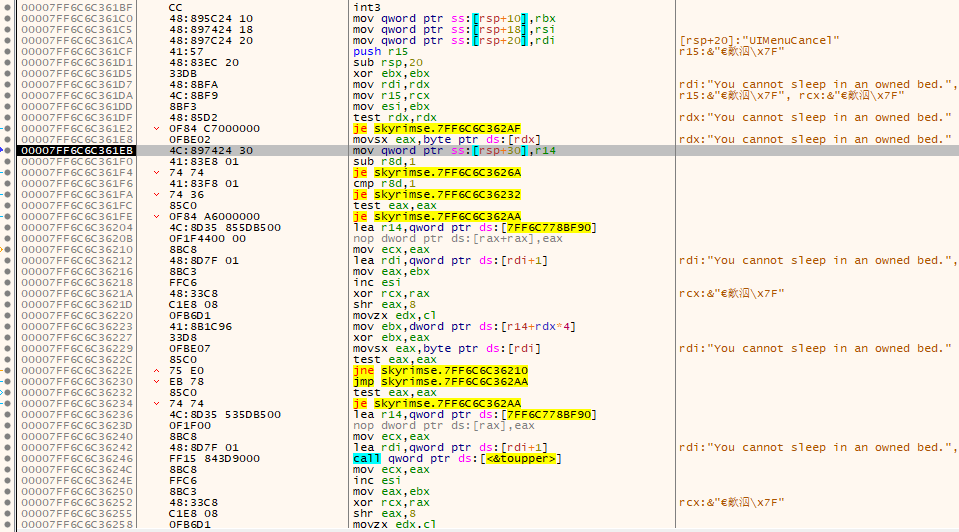 00007FF6C6C361BF CC int3
00007FF6C6C361C0 48:895C24 10 mov qword ptr ss:[rsp+10],rbx
00007FF6C6C361C5 48:897424 18 mov qword ptr ss:[rsp+18],rsi
00007FF6C6C361CA 48:897C24 20 mov qword ptr ss:[rsp+20],rdi [rsp+20]:"UIMenuCancel"
00007FF6C6C361CF 41:57 push r15 r15:&"€歉泅\x7F"
00007FF6C6C361D1 48:83EC 20 sub rsp,20
00007FF6C6C361D5 33DB xor ebx,ebx
00007FF6C6C361D7 48:8BFA mov rdi,rdx rdi:"You cannot sleep in an owned bed."
00007FF6C6C361DA 4C:8BF9 mov r15,rcx r15:&"€歉泅\x7F", rcx:&"€歉泅\x7F"
00007FF6C6C361DD 8BF3 mov esi,ebx
00007FF6C6C361DF 48:85D2 test rdx,rdx rdx:"You cannot sleep in an owned bed."
00007FF6C6C361E2 0F84 C7000000 je skyrimse.7FF6C6C362AF
00007FF6C6C361E8 0FBE02 movsx eax,byte ptr ds:[rdx] rdx:"You cannot sleep in an owned bed."
00007FF6C6C361EB 4C:897424 30 mov qword ptr ss:[rsp+30],r14
00007FF6C6C361F0 41:83E8 01 sub r8d,1
00007FF6C6C361F4 74 74 je skyrimse.7FF6C6C3626A
00007FF6C6C361F6 41:83F8 01 cmp r8d,1
00007FF6C6C361FA 74 36 je skyrimse.7FF6C6C36232
00007FF6C6C361FC 85C0 test eax,eax
00007FF6C6C361FE 0F84 A6000000 je skyrimse.7FF6C6C362AA
00007FF6C6C36204 4C:8D35 855DB500 lea r14,qword ptr ds:[7FF6C778BF90]
00007FF6C6C3620B 0F1F4400 00 nop dword ptr ds:[rax+rax],eax
00007FF6C6C36210 8BC8 mov ecx,eax
00007FF6C6C36212 48:8D7F 01 lea rdi,qword ptr ds:[rdi+1] rdi:"You cannot sleep in an owned bed.",
00007FF6C6C36216 8BC3 mov eax,ebx
00007FF6C6C36218 FFC6 inc esi
00007FF6C6C3621A 48:33C8 xor rcx,rax rcx:&"€歉泅\x7F"
00007FF6C6C3621D C1E8 08 shr eax,8
00007FF6C6C36220 0FB6D1 movzx edx,cl
00007FF6C6C36223 41:8B1C96 mov ebx,dword ptr ds:[r14+rdx*4]
00007FF6C6C36227 33D8 xor ebx,eax
00007FF6C6C36229 0FBE07 movsx eax,byte ptr ds:[rdi] rdi:"You cannot sleep in an owned bed."
00007FF6C6C3622C 85C0 test eax,eax
00007FF6C6C3622E 75 E0 jne skyrimse.7FF6C6C36210
00007FF6C6C36230 EB 78 jmp skyrimse.7FF6C6C362AA
00007FF6C6C36232 85C0 test eax,eax
00007FF6C6C36234 74 74 je skyrimse.7FF6C6C362AA
00007FF6C6C36236 4C:8D35 535DB500 lea r14,qword ptr ds:[7FF6C778BF90]
00007FF6C6C3623D 0F1F00 nop dword ptr ds:[rax],eax
00007FF6C6C36240 8BC8 mov ecx,eax
00007FF6C6C36242 48:8D7F 01 lea rdi,qword ptr ds:[rdi+1] rdi:"You cannot sleep in an owned bed.",
00007FF6C6C36246 FF15 843D9000 call qword ptr ds:[<&toupper>]
00007FF6C6C3624C 8BC8 mov ecx,eax
00007FF6C6C3624E FFC6 inc esi
00007FF6C6C36250 8BC3 mov eax,ebx
00007FF6C6C36252 48:33C8 xor rcx,rax rcx:&"€歉泅\x7F"
00007FF6C6C36255 C1E8 08 shr eax,8
00007FF6C6C36258 0FB6D1 movzx edx,cl